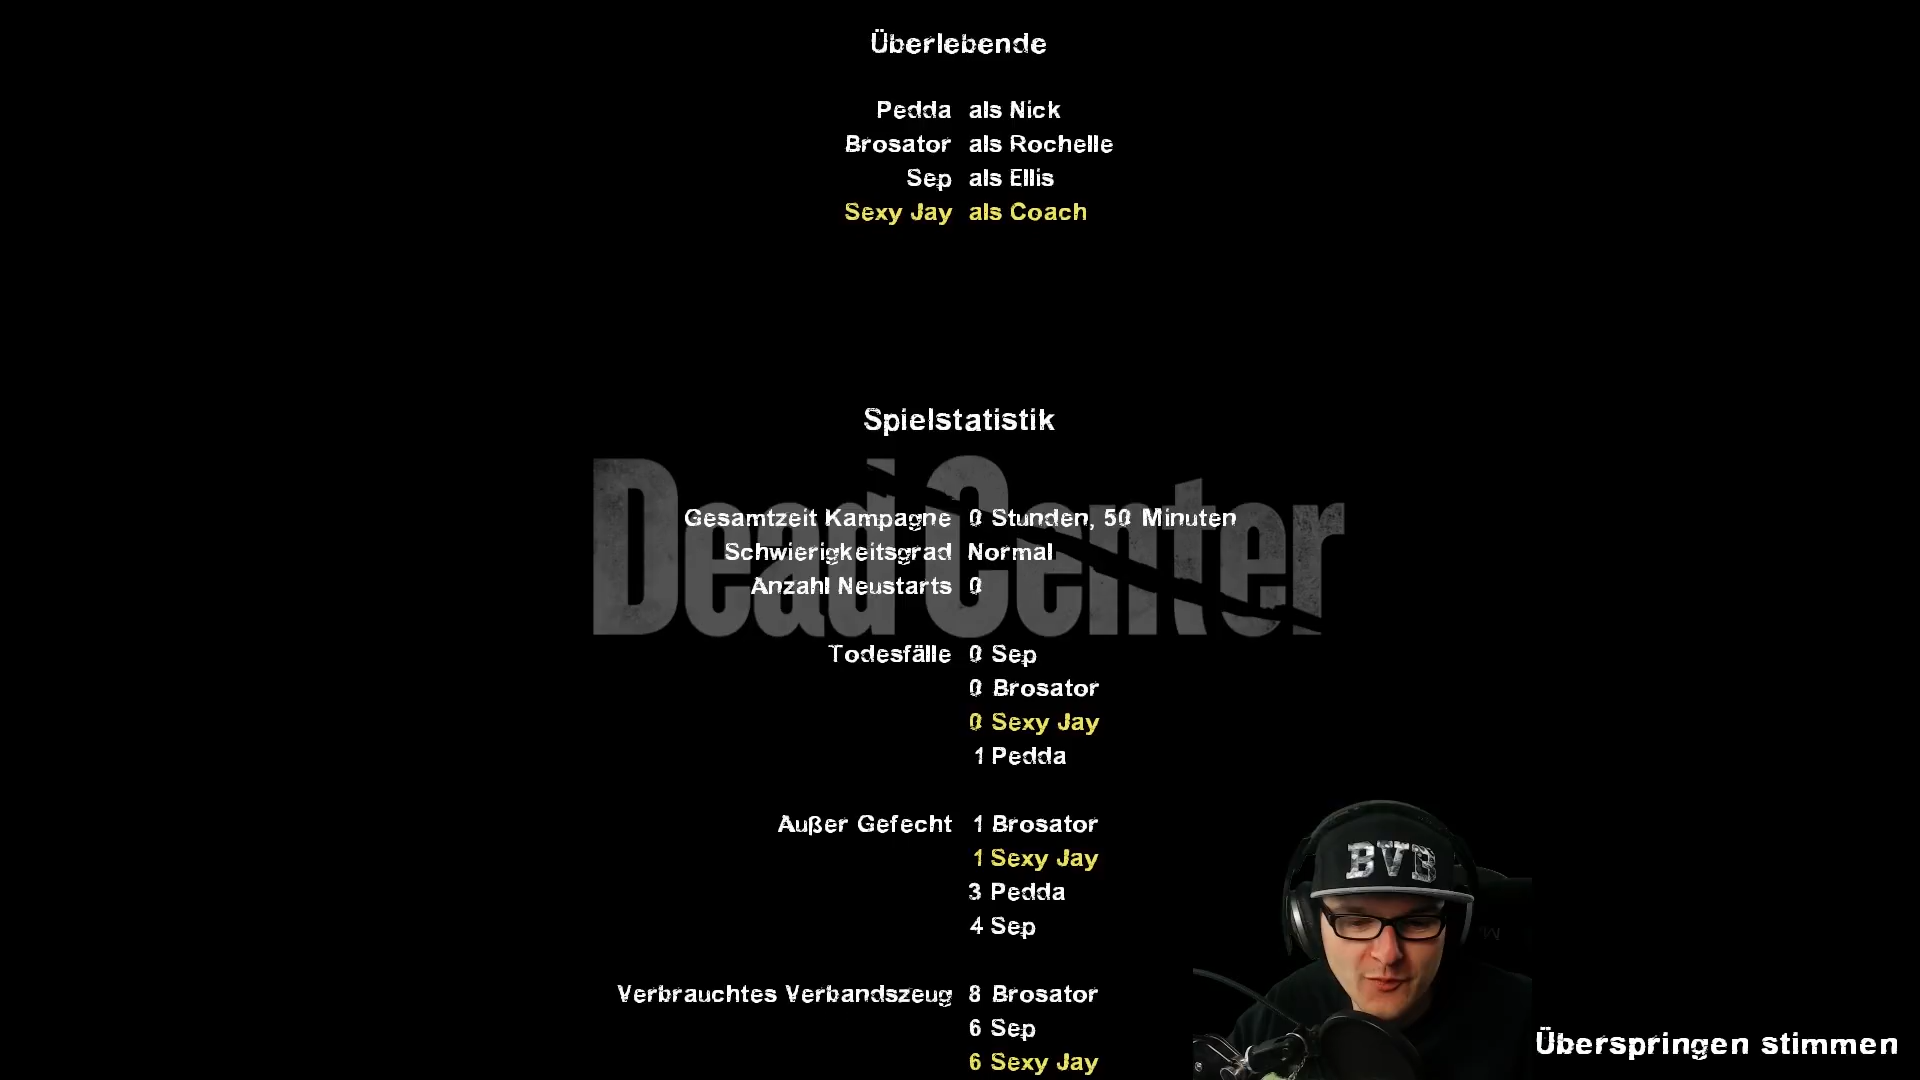 Überlebende
Pedda als Nick
Brosator als Rochelle
Sep als Ellis
Sexy Jay als Coach
Spielstatistik
Dead Center
Gesamtzeit Kampagne 0 Stunden, 50 Minuten
Schwierigkeitsgrad Normal
Anzahl Neustarts 0
Todesfälle 0 Sep
0 Brosator
0 Sexy Jay
1 Pedda
Außer Gefecht 1 Brosator
1 Sexy Jay
3 Pedda
4 Sep
BVB
Verbrauchtes Verbandszeug 8 Brosator
6 Sep
Überspringen stimmen
6 Sexy Jay